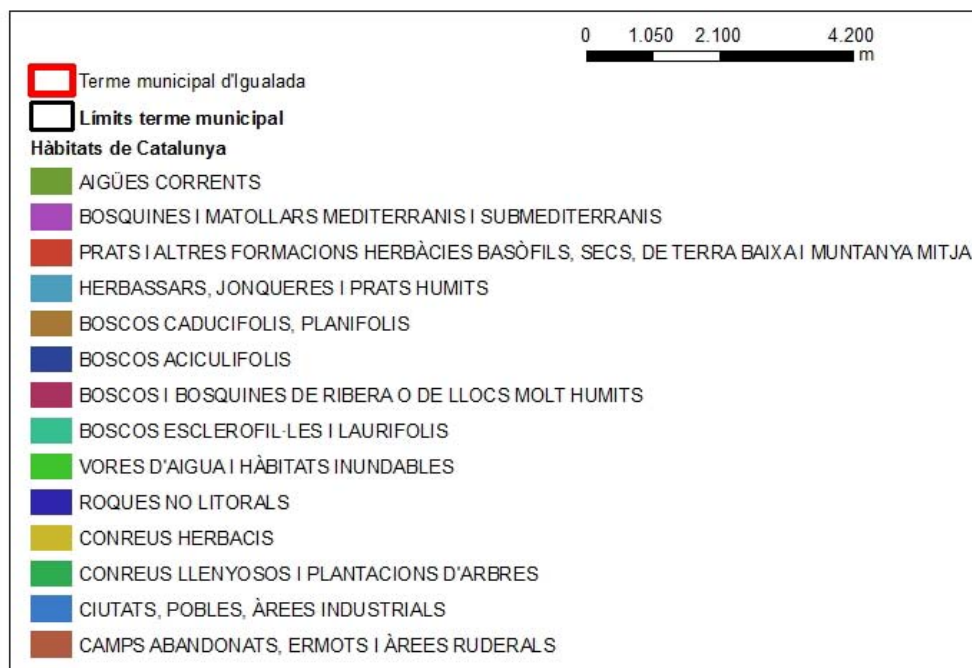 0 1.050 2.100 4.200
m
Terme municipal d'Igualada
Límits terme municipal
Hàbitats de Catalunya
AIGÜES CORRENTS
BOSQUINES I MATOLLARS MEDITERRANIS I SUBMEDITERRANIS
PRATS I ALTRES FORMACIONS HERBÀCIES BASÒFILS, SECS, DE TERRA BAIXA I MUNTANYA MITJA
HERBASSARS, JONQUERES I PRATS HUMITS
BOSCOS CADUCIFOLIS, PLANIFOLIS
BOSCOS ACICULIFOLIS
BOSCOS I BOSQUINES DE RIBERA O DE LLOCS MOLT HUMITS
BOSCOS ESCLEROFIL·LES I LAURIFOLIS
VORES D'AIGUA I HÀBITATS INUNDABLES
ROQUES NO LITORALS
CONREUS HERBACIS
CONREUS LLENYOSOS I PLANTACIONS D'ARBRES
CIUTATS, POBLES, ÀREES INDUSTRIALS
CAMPS ABANDONATS, ERMOTS I ÀREES RUDERALS